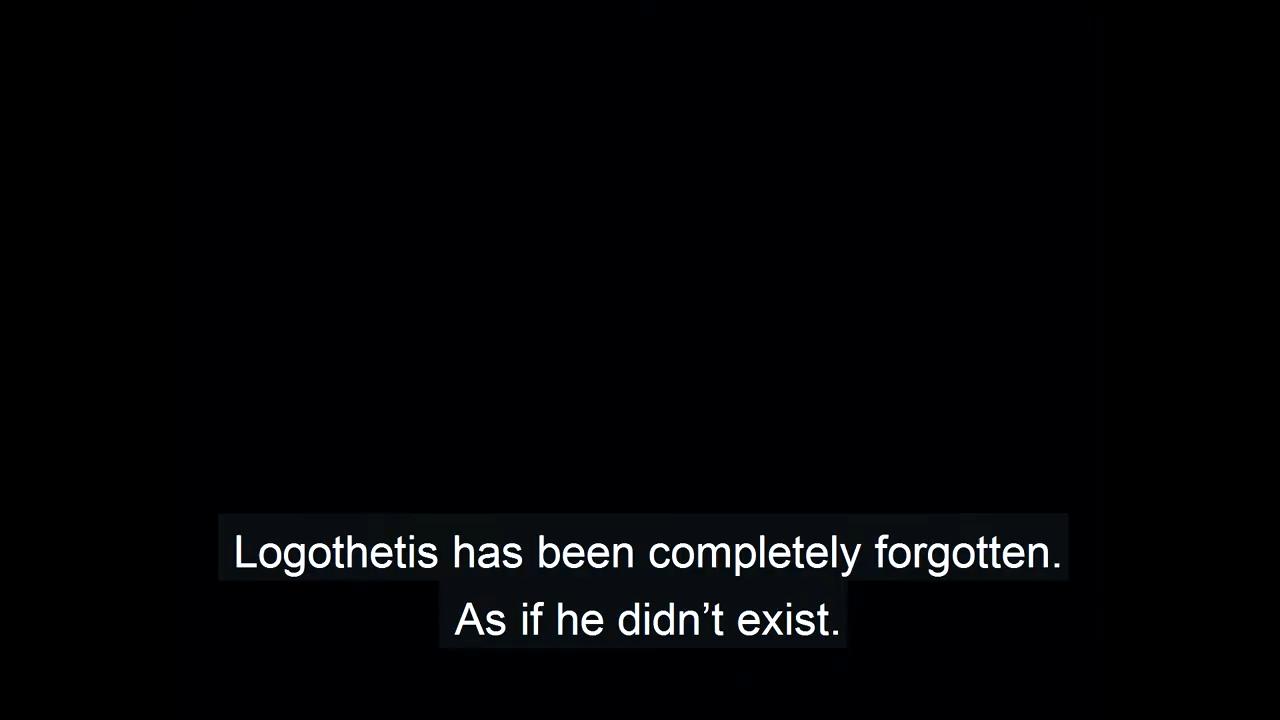 Logothetis has been completely forgotten.
As if he didn’t exist.